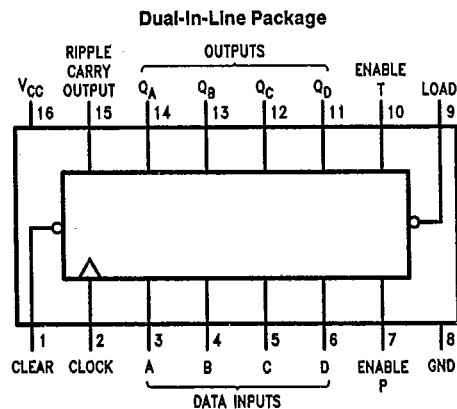 Dual-In-Line Package
RIPPLE CARRY OUTPUT
OUTPUTS
ENABLE T
VCC QA QB QC QD LOAD
16 15 14 13 12 11 10 9
1 2 3 4 5 6 7 8
CLEAR CLOCK A B C D ENABLE P GND
DATA INPUTS